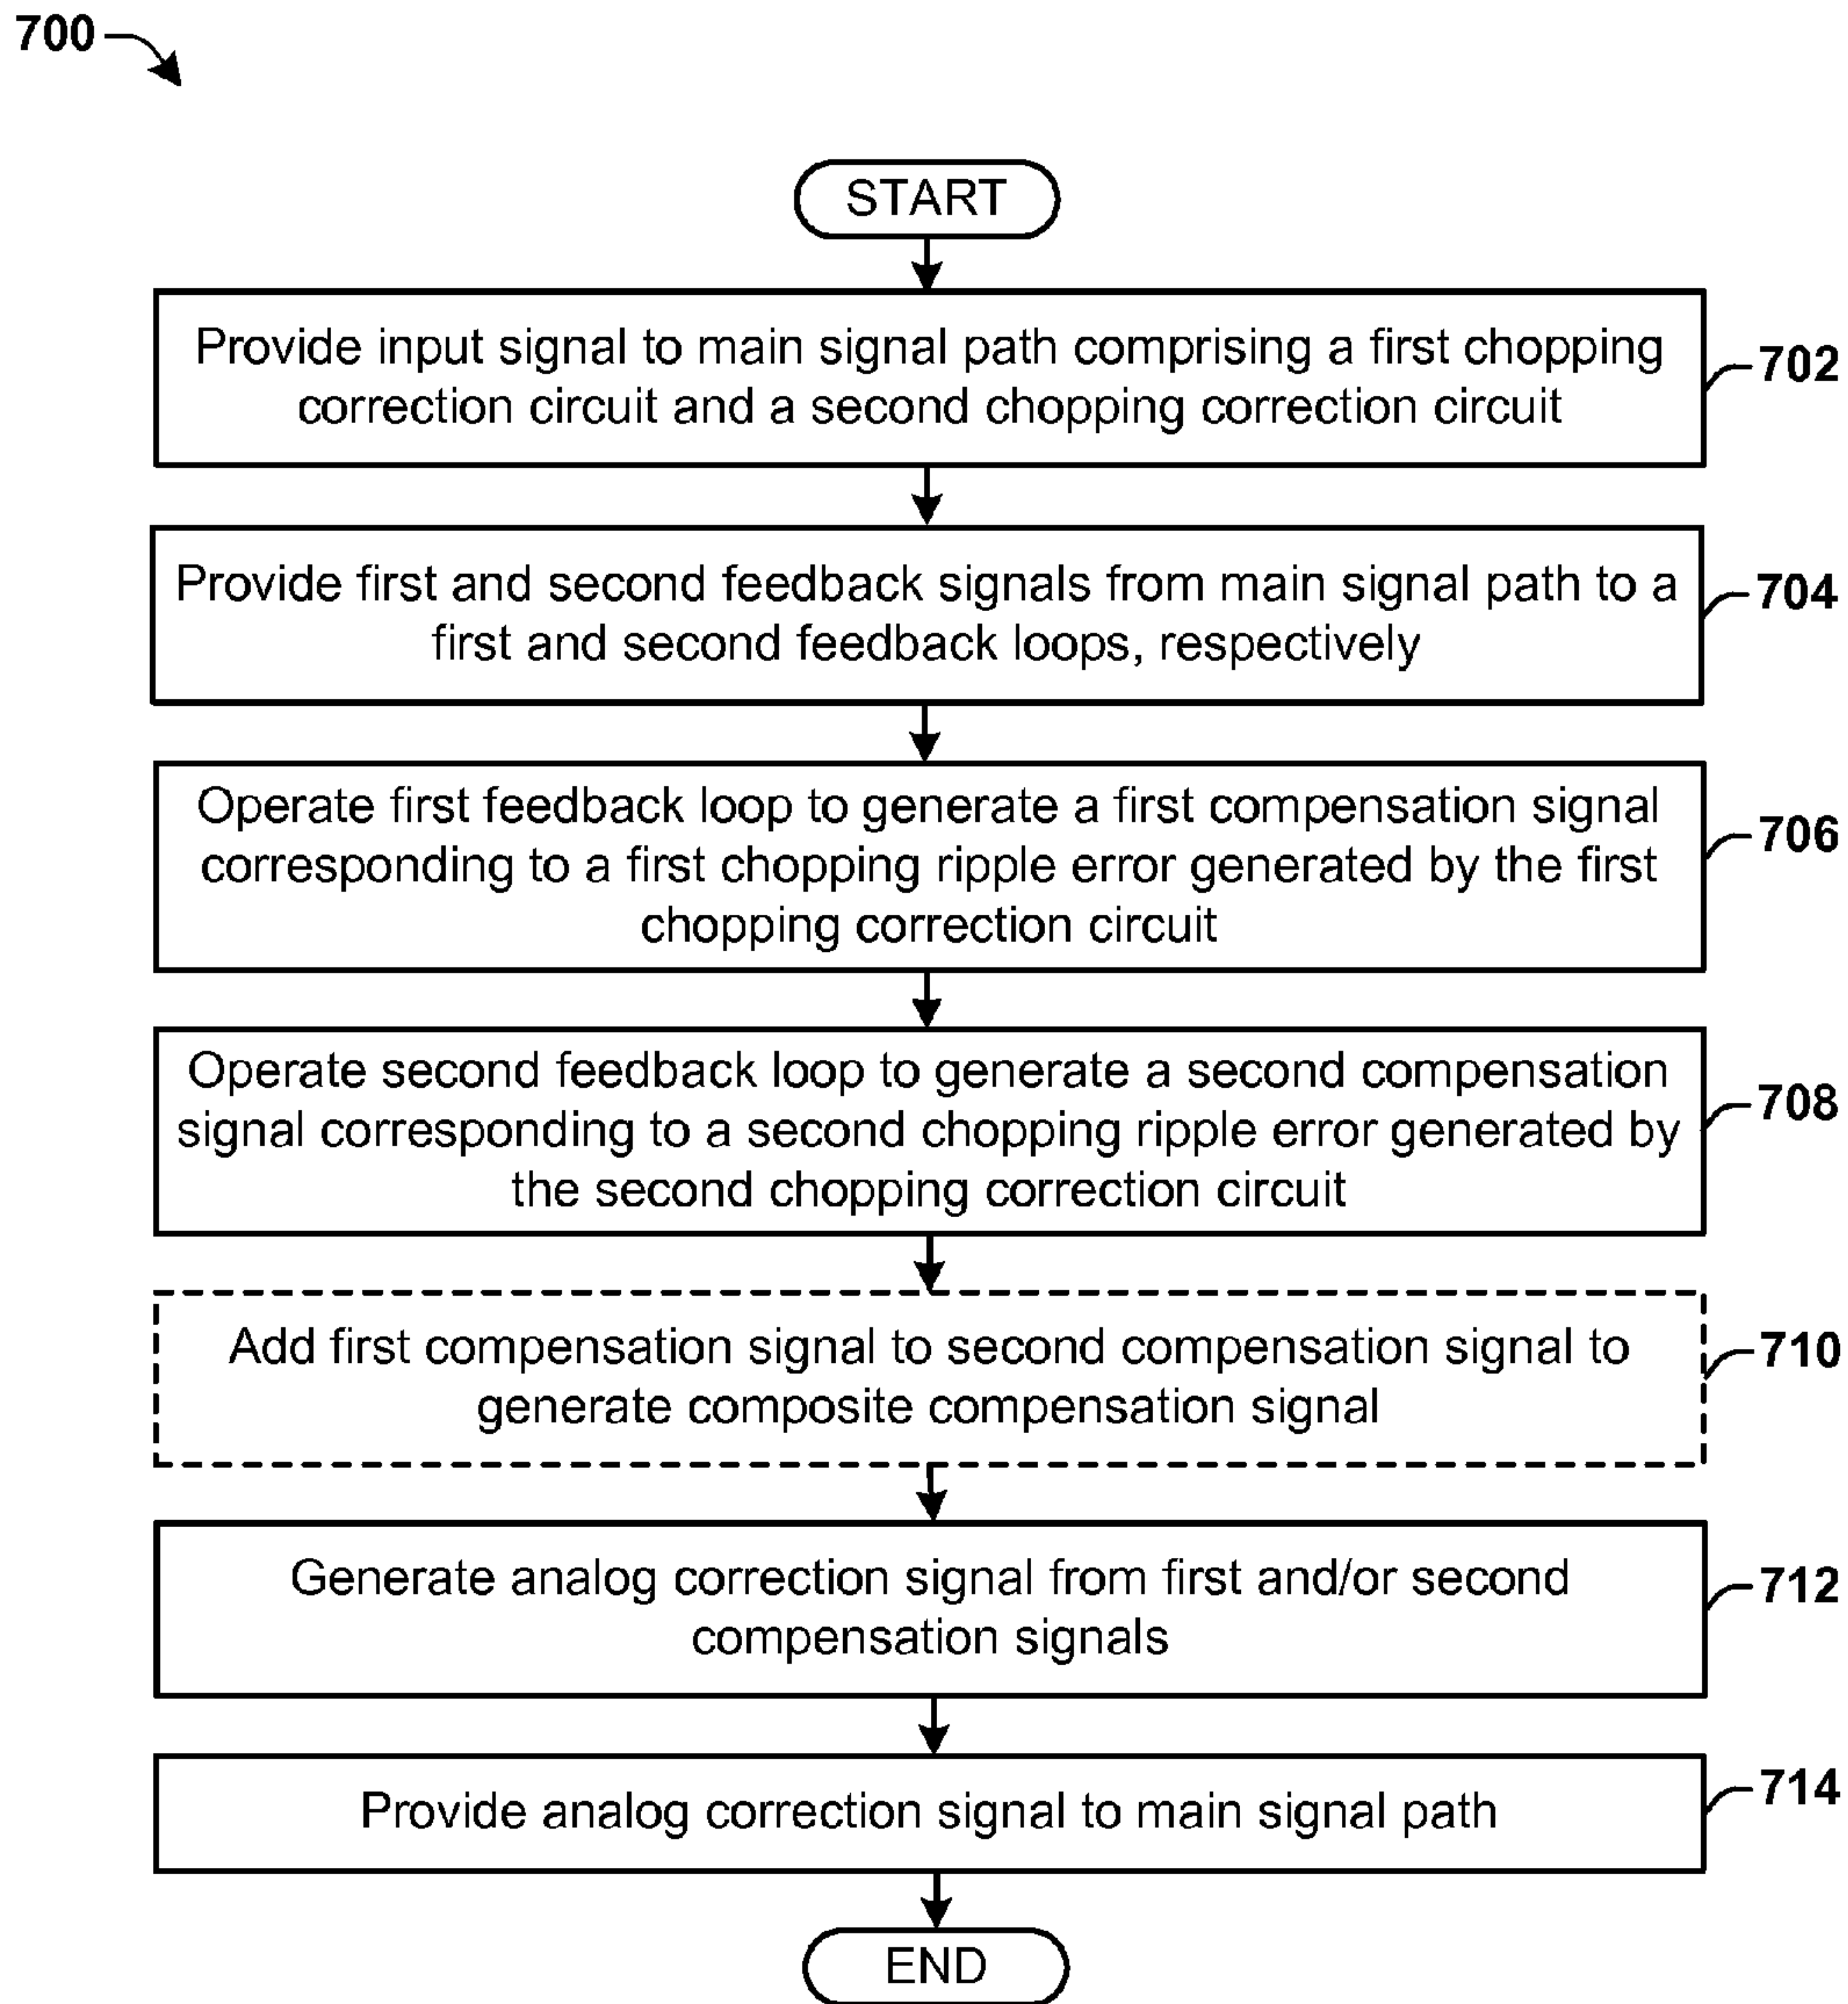 700
START
Provide input signal to main signal path comprising a first chopping
correction circuit and a second chopping correction circuit
702
Provide first and second feedback signals from main signal path to a
first and second feedback loops, respectively
704
Operate first feedback loop to generate a first compensation signal
corresponding to a first chopping ripple error generated by the first
chopping correction circuit
706
Operate second feedback loop to generate a second compensation
signal corresponding to a second chopping ripple error generated by
the second chopping correction circuit
708
Add first compensation signal to second compensation signal to
generate composite compensation signal
710
Generate analog correction signal from first and/or second
compensation signals
712
Provide analog correction signal to main signal path
714
END